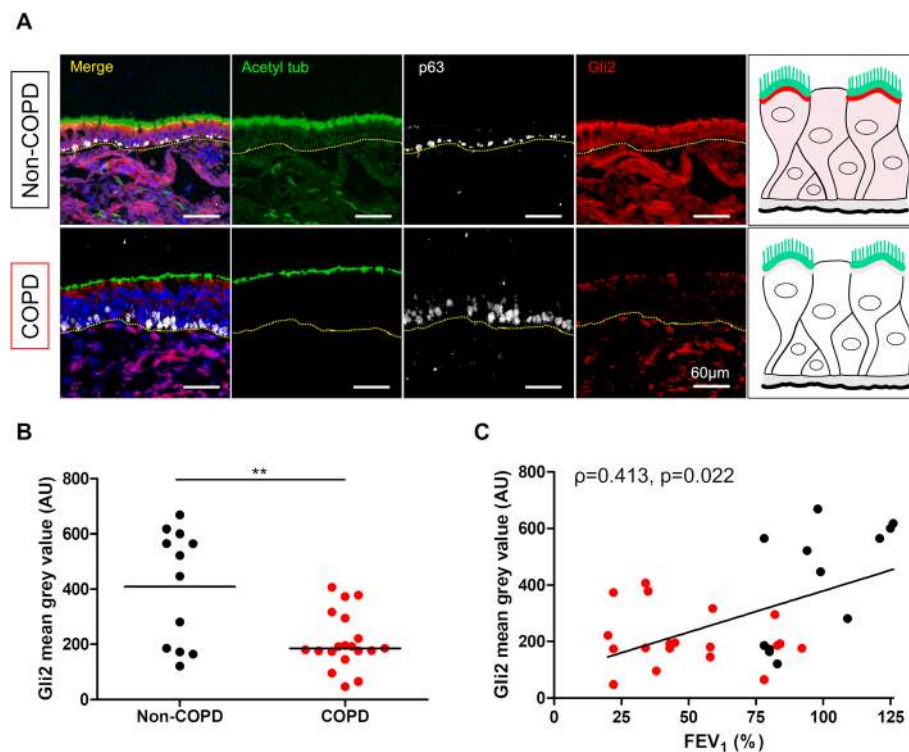 A
Non-COPD
Merge
Acetyl tub
p63
Gli2
COPD
60µm
B
Gli2 mean grey value (AU)
800
600
400
200
0
**
Non-COPD
COPD
C
Gli2 mean grey value (AU)
800
600
400
200
0
ρ=0.413, p=0.022
0
25
50
75
100
125
FEV₁ (%)